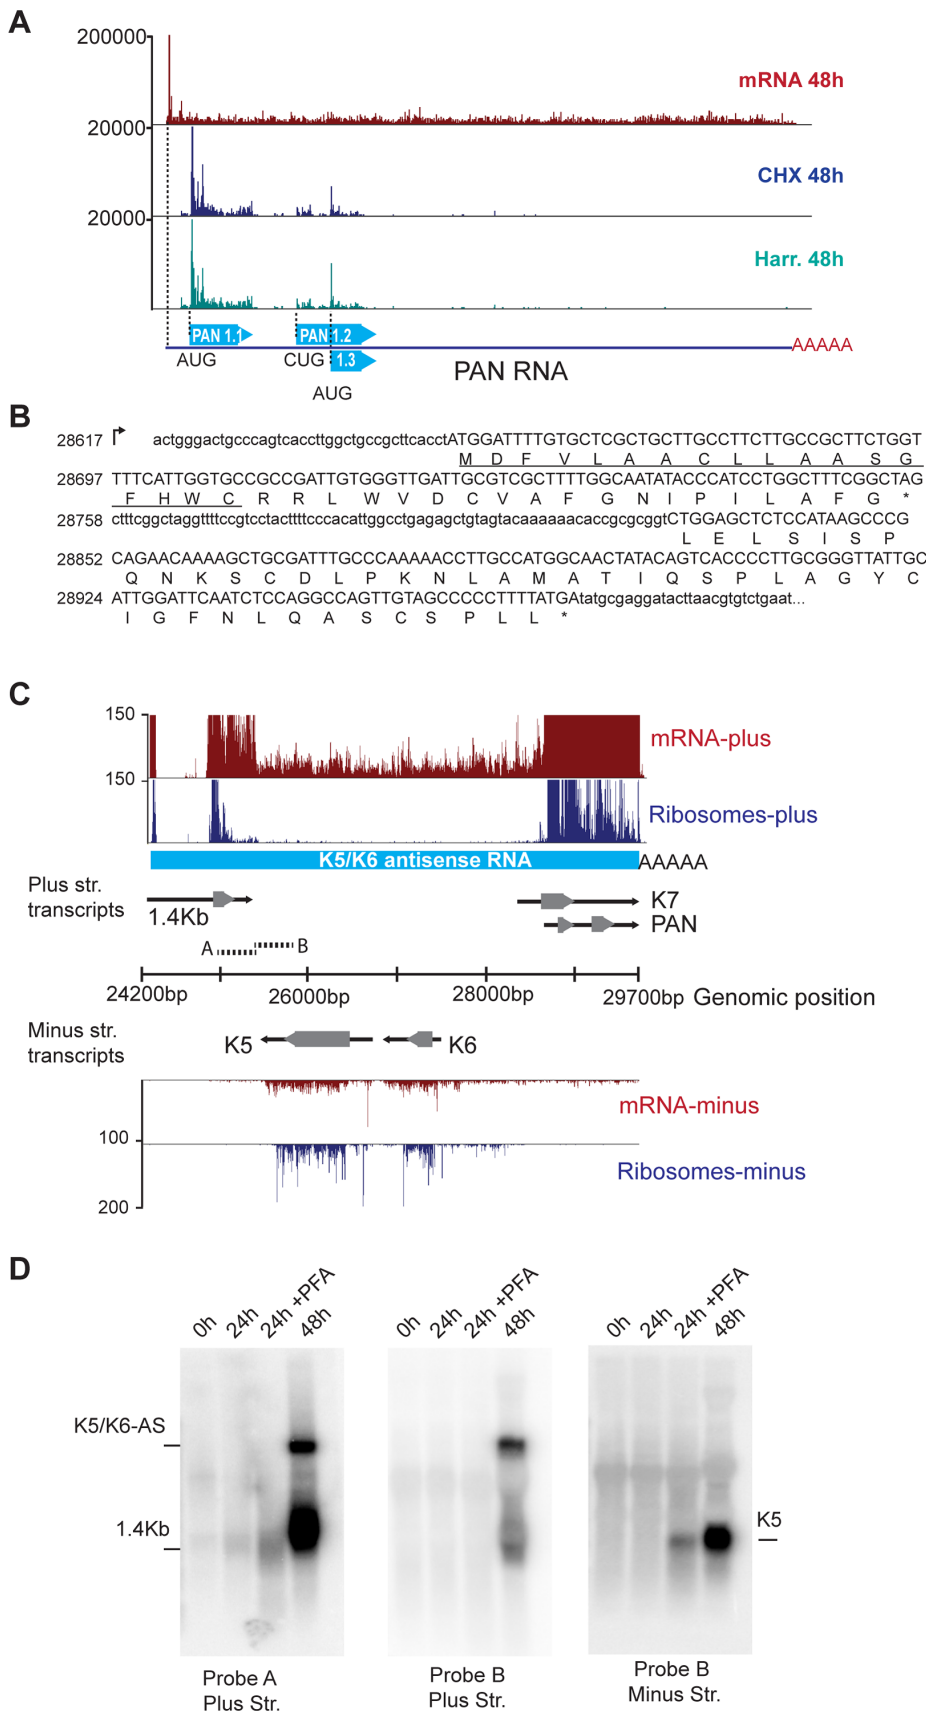 A
200000
mRNA 48h
20000
CHX 48h
20000
Harr. 48h
PAN 1.1
PAN 1.2
AUG
CUG
1.3
AAAAA
PAN RNA
AUG
B
28617 actgggactgcccagtcaccttggctgccgcttcacctATGGATTTTGTGCTCGCTGCTTGCCTTCTTGCCGCTTCTGGT
M D F V L A A C L L A A S G
28697 TTTCATTGGTGCCGCCGATTGTGGGTTGATTGCGTCGCTTTTGGCAATATACCCATCCTGGCTTTCGGCTAG
F H W C R R L W V D C V A F G N I P I L A F G *
28758 ctttcggctaggttttccgtcctactttttcccacattggcctgagagctgtagtacaaaaaacaccgcgcggtCTGGAGCTCTCCATAAGCCCG
L E L S I S P
28852 CAGAACAAAAGCTGCGATTTGCCCAAAAACCTTGCCATGGCAACTATACAGTCACCCCTTGCGGGTTATTGC
Q N K S C D L P K N L A M A T I Q S P L A G Y C
28924 ATTGGATTCAATCTCCAGGCCAGTTGTAGCCCCCTTTTATGAtatgcgaggatacttaacgtgtctgaat...
I G F N L Q A S C S P L L *
C
150
mRNA-plus
150
Ribosomes-plus
K5/K6 antisense RNA
AAAAA
Plus str.
transcripts
1.4Kb
K7
PAN
A
B
24200bp 26000bp 28000bp 29700bp Genomic position
Minus str.
transcripts
K5
K6
mRNA-minus
100
Ribosomes-minus
200
D
0h 24h 24h +PFA 48h
0h 24h 24h +PFA 48h
0h 24h 24h +PFA 48h
K5/K6-AS
1.4Kb
K5
Probe A
Plus Str.
Probe B
Plus Str.
Probe B
Minus Str.